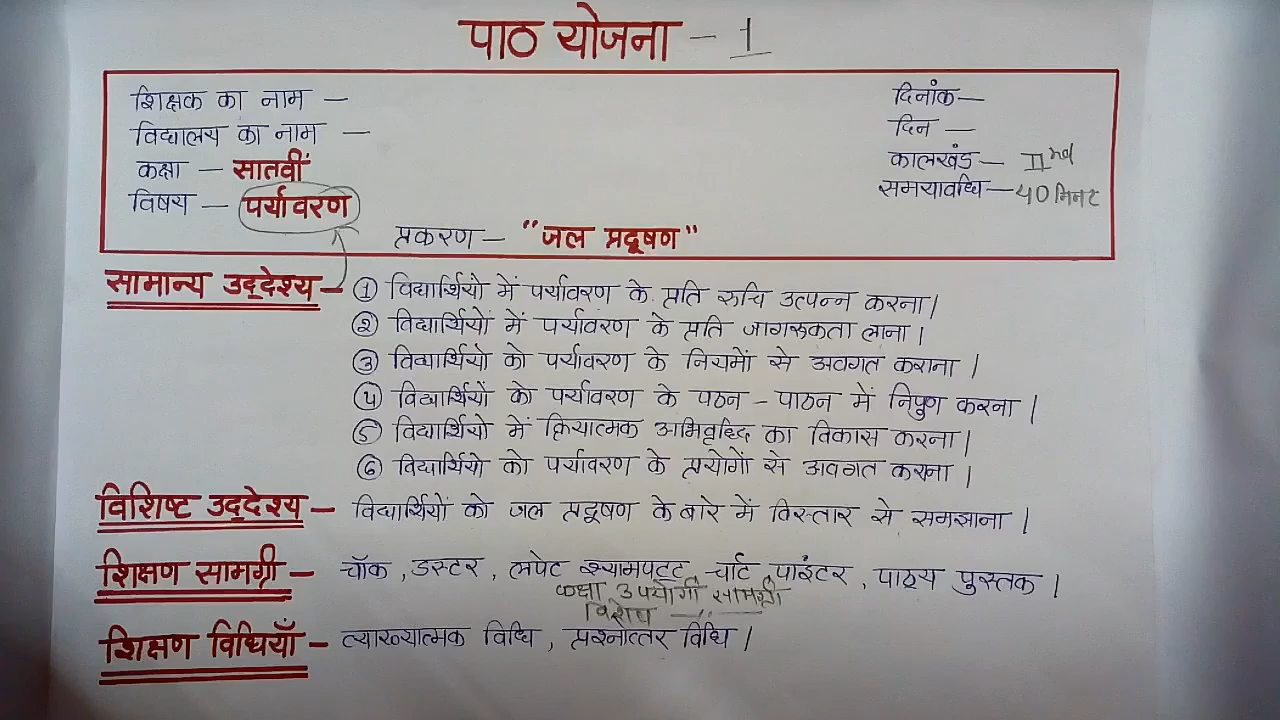 पाठ योजना - 1
शिक्षक का नाम -
दिनांक-
विद्यालय का नाम -
दिन -
कक्षा - सातवीं
कालखंड - IInd
विषय - पर्यावरण
समयावधि - 40 मिनट
प्रकरण - "जल प्रदूषण"
सामान्य उद्देश्य - ① विद्यार्थियों में पर्यावरण के प्रति रुचि उत्पन्न करना।
② विद्यार्थियों में पर्यावरण के प्रति जागरूकता लाना।
③ विद्यार्थियो को पर्यावरण के नियमों से अवगत कराना।
④ विद्यार्थियों को पर्यावरण के पठन - पाठन में निपुण करना।
⑤ विद्यार्थियो में क्रियात्मक अभिवृद्धि का विकास करना।
⑥ विद्यार्थियो को पर्यावरण के प्रयोगों से अवगत कराना।
विशिष्ट उद्देश्य - विद्यार्थियों को जल प्रदूषण के बारे में विस्तार से समझाना।
शिक्षण सामग्री - चॉक, डस्टर, लपेट श्यामपट्ट, चार्ट, पाइंटर, पाठ्य पुस्तक।
कक्षा उपयोगी सामग्री
विशेष - " -
शिक्षण विधियाँ - व्याख्यात्मक विधि, प्रश्नोत्तर विधि।